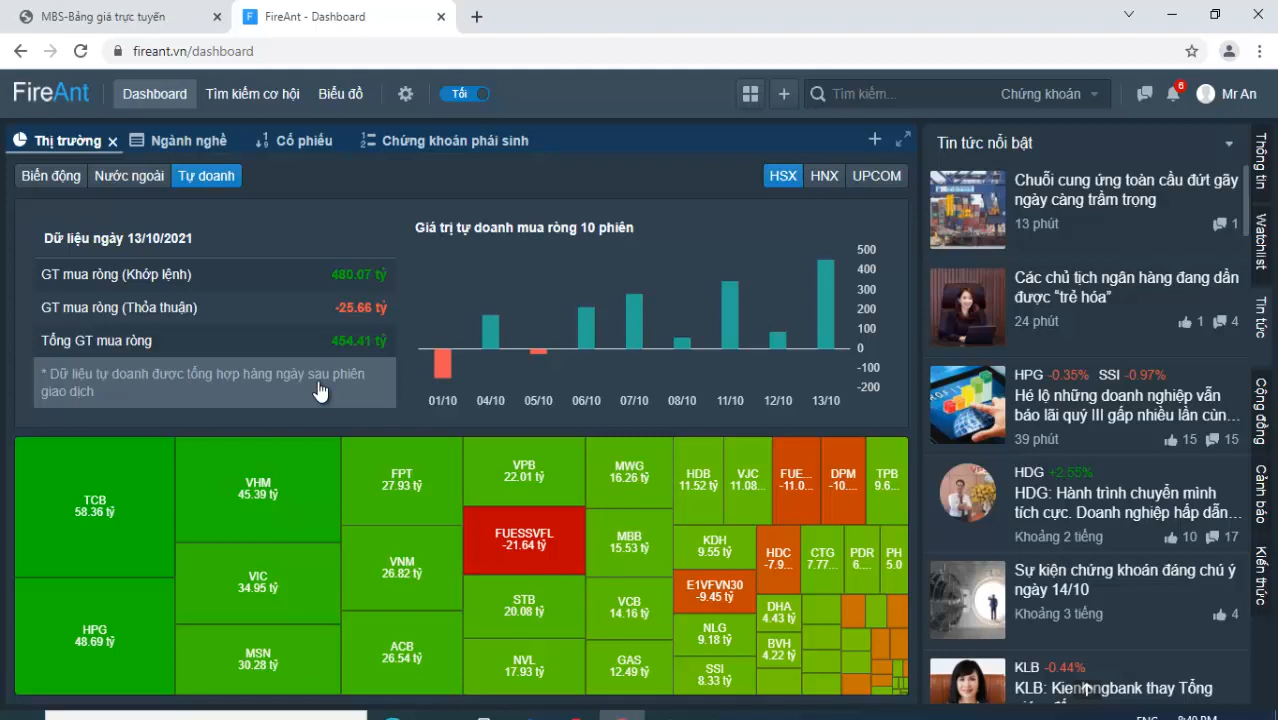 MBS-Bảng giá trực tuyến
FireAnt - Dashboard
fireant.vn/dashboard
FireAnt
Dashboard
Tìm kiếm cơ hội
Biểu đồ
Tối
Tìm kiếm...
Chứng khoán
6
Mr An
Thị trường
Ngành nghề
Cổ phiếu
Chứng khoán phái sinh
Biến động
Nước ngoài
Tự doanh
HSX
HNX
UPCOM
Dữ liệu ngày 13/10/2021
GT mua ròng (Khớp lệnh) 480.07 tỷ
GT mua ròng (Thỏa thuận) -25.66 tỷ
Tổng GT mua ròng 454.41 tỷ
* Dữ liệu tự doanh được tổng hợp hàng ngày sau phiên
giao dịch
Giá trị tự doanh mua ròng 10 phiên
500
400
300
200
100
0
-100
-200
01/10 04/10 05/10 06/10 07/10 08/10 11/10 12/10 13/10
TCB
58.36 tỷ
HPG
48.69 tỷ
VHM
45.39 tỷ
VIC
34.95 tỷ
MSN
30.28 tỷ
FPT
27.93 tỷ
VNM
26.82 tỷ
ACB
26.54 tỷ
VPB
22.01 tỷ
FUESSVFL
-21.64 tỷ
STB
20.08 tỷ
NVL
17.93 tỷ
MWG
16.26 tỷ
MBB
15.53 tỷ
VCB
14.16 tỷ
GAS
12.49 tỷ
HDB
11.52 tỷ
VJC
11.08...
FUE...
-11.0...
DPM
-10....
TPB
9.6...
KDH
9.55 tỷ
E1VFVN30
-9.45 tỷ
NLG
9.18 tỷ
SSI
8.33 tỷ
HDC
-7.9...
CTG
7.77...
PDR
6....
PH
5.0
DHA
4.43 tỷ
BVH
4.22 tỷ
Tin tức nổi bật
Chuỗi cung ứng toàn cầu đứt gãy
ngày càng trầm trọng
13 phút 1
Các chủ tịch ngân hàng đang dần
được “trẻ hóa”
24 phút 1 4
HPG -0.35% SSI -0.97%
Hé lộ những doanh nghiệp vẫn
báo lãi quý III gấp nhiều lần cùn...
39 phút 15 15
HDG +2.55%
HDG: Hành trình chuyển mình
tích cực. Doanh nghiệp hấp dẫn...
Khoảng 2 tiếng 10 17
Sự kiện chứng khoán đáng chú ý
ngày 14/10
Khoảng 3 tiếng 4
KLB -0.44%
KLB: Kienlongbank thay Tổng
Thông tin
Watchlist
Tin tức
Cộng đồng
Cảnh báo
Kiến thức
ENG 8:40 PM